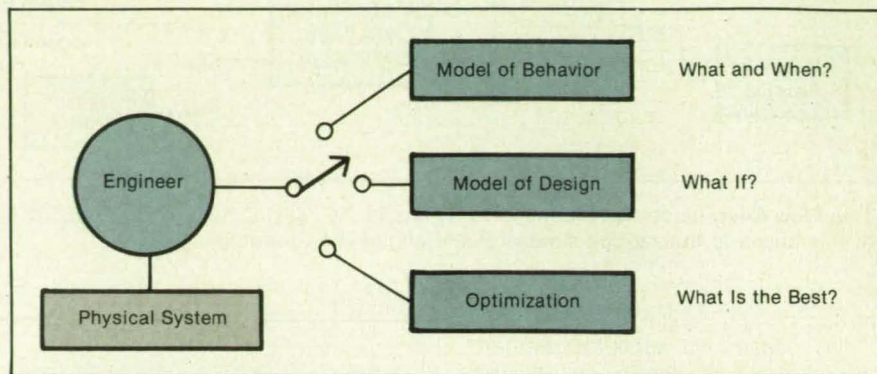 Model of Behavior What and When?
Engineer
Model of Design What If?
Optimization What Is the Best?
Physical System